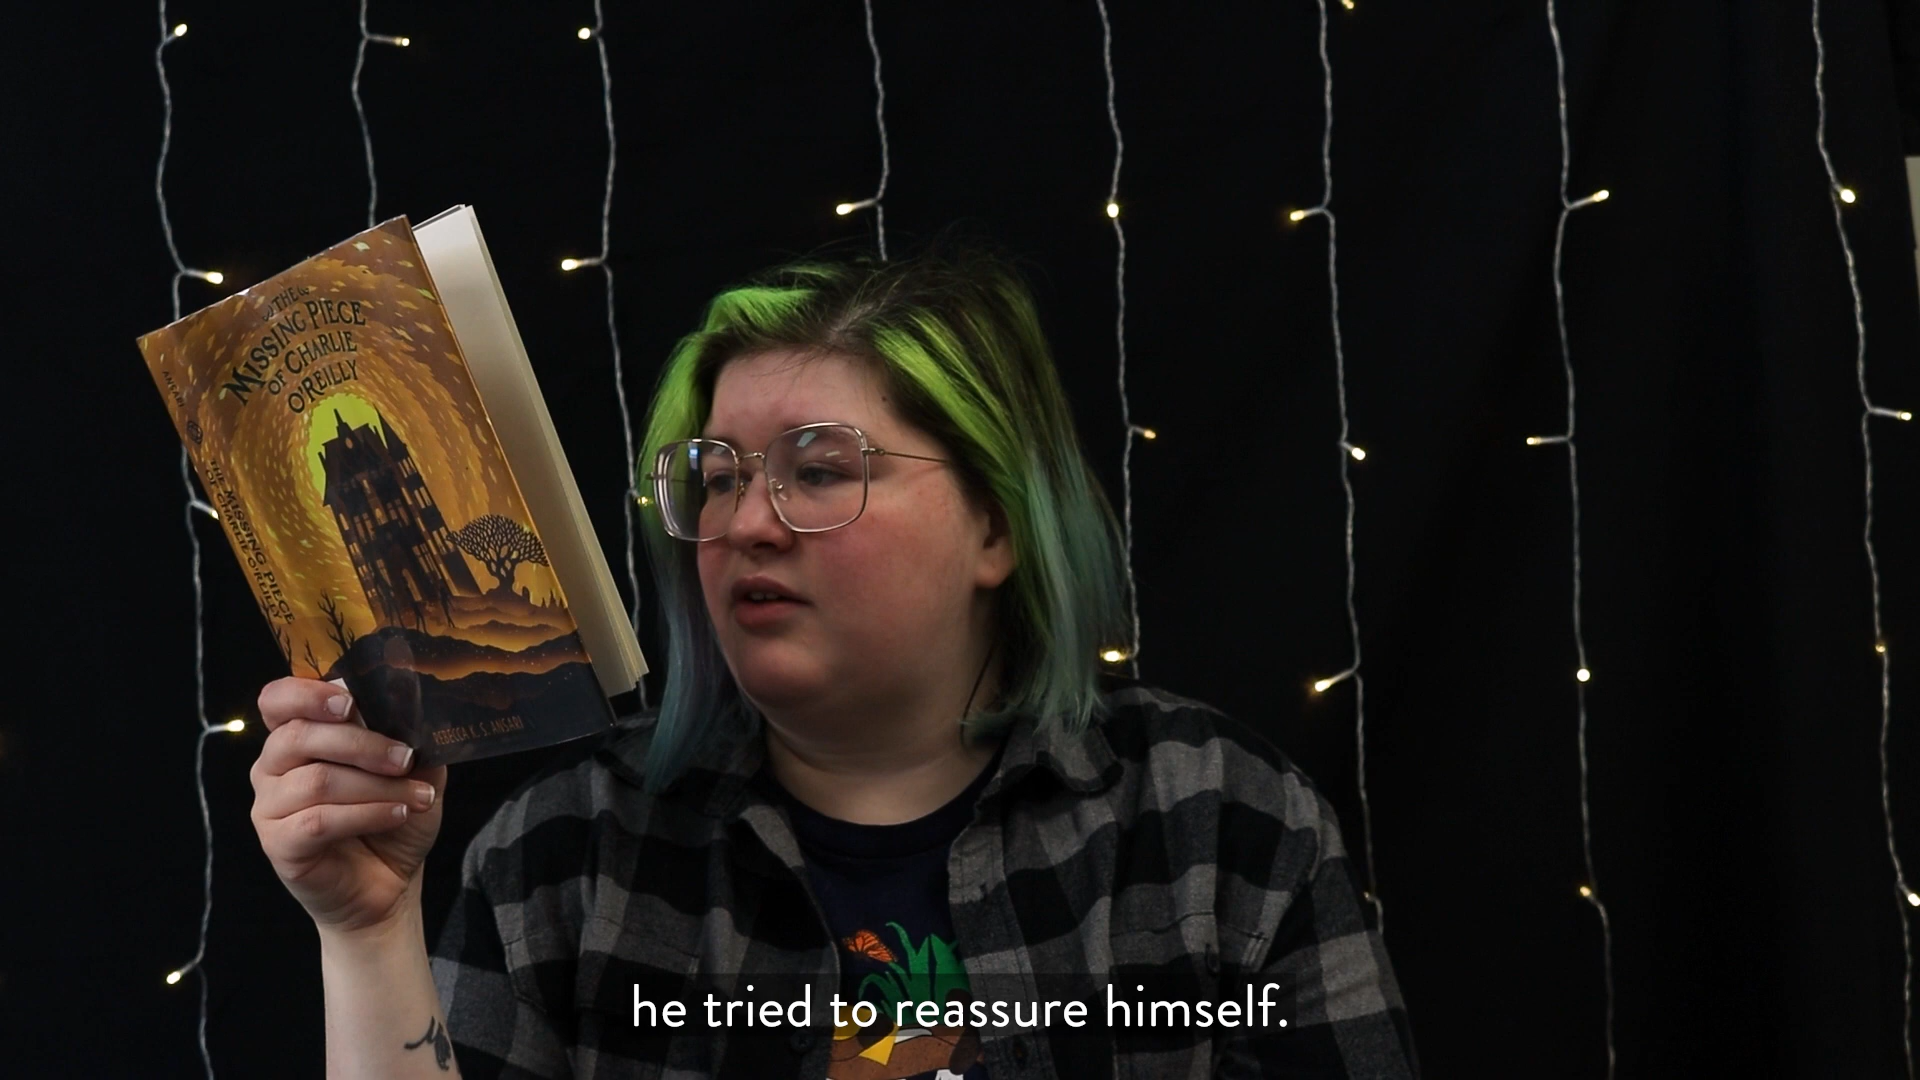 THE
MISSING PIECE
OF CHARLIE
O'REILLY
ANSARI
THE MISSING PIECE
OF CHARLIE O'REILLY
REBECCA K. S. ANSARI
he tried to reassure himself.